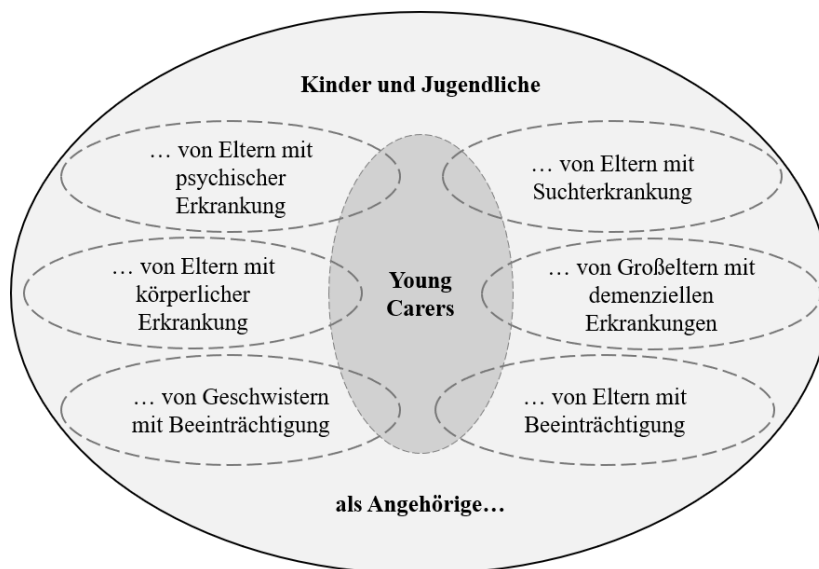 Kinder und Jugendliche
… von Eltern mit
psychischer
Erkrankung
… von Eltern mit
Suchterkrankung
… von Eltern mit
körperlicher
Erkrankung
Young
Carers
… von Großeltern mit
demenziellen
Erkrankungen
… von Geschwistern
mit Beeinträchtigung
… von Eltern mit
Beeinträchtigung
als Angehörige…